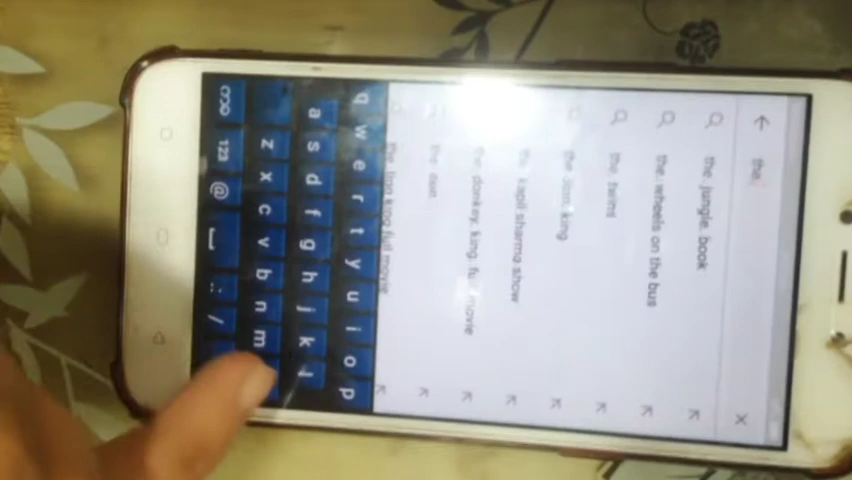 the
the jungle book
the wheels on the bus
the twins
the lion king
the kapil sharma show
the donkey king full movie
the lion king full movie
q w e r t y u i o p
a s d f g h j k l
z x c v b n m
123 @ . /